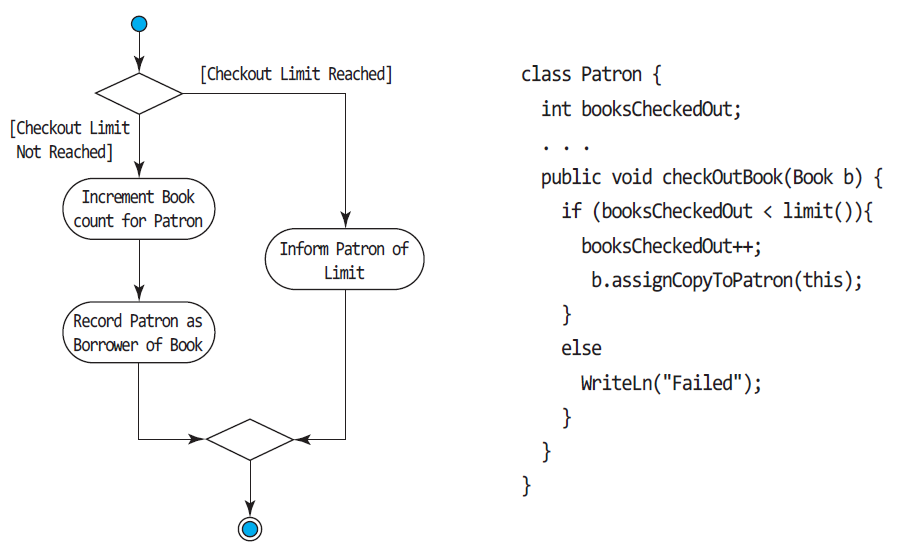 [Checkout Limit Reached]
[Checkout Limit
Not Reached]
Increment Book
count for Patron
Inform Patron of
Limit
Record Patron as
Borrower of Book
class Patron {
int booksCheckedOut;
. . .
public void checkOutBook(Book b) {
if (booksCheckedOut < limit()){
booksCheckedOut++;
b.assignCopyToPatron(this);
}
else
WriteLn("Failed");
}
}
}